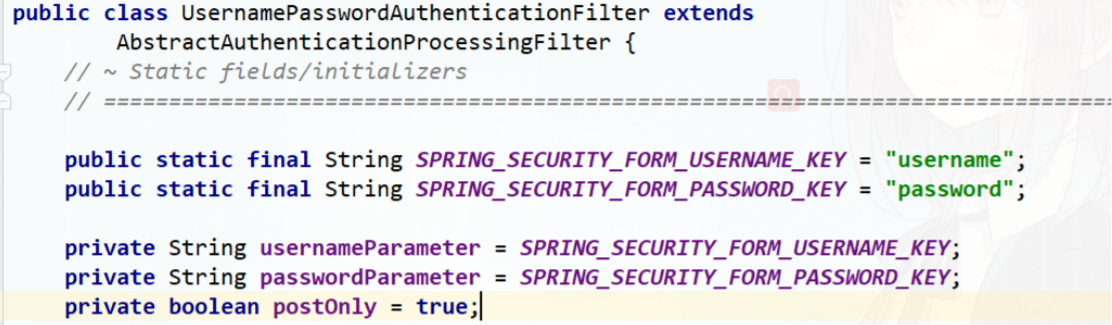 public class UsernamePasswordAuthenticationFilter extends
AbstractAuthenticationProcessingFilter {
// ~ Static fields/initializers
// =====================================================================================
public static final String SPRING_SECURITY_FORM_USERNAME_KEY = "username";
public static final String SPRING_SECURITY_FORM_PASSWORD_KEY = "password";
private String usernameParameter = SPRING_SECURITY_FORM_USERNAME_KEY;
private String passwordParameter = SPRING_SECURITY_FORM_PASSWORD_KEY;
private boolean postOnly = true;